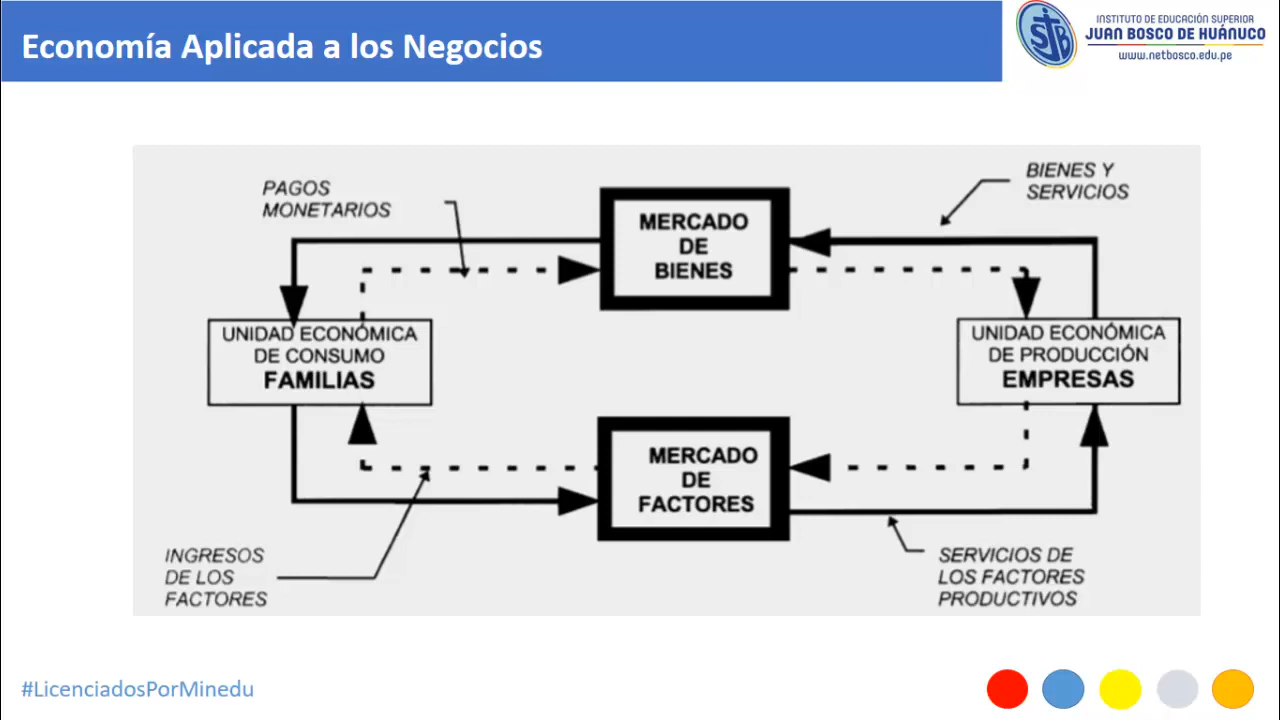 Economía Aplicada a los Negocios
INSTITUTO DE EDUCACIÓN SUPERIOR
JUAN BOSCO DE HUÁNUCO
www.netbosco.edu.pe
SJB
PAGOS
MONETARIOS
MERCADO
DE
BIENES
BIENES Y
SERVICIOS
UNIDAD ECONÓMICA
DE CONSUMO
FAMILIAS
UNIDAD ECONÓMICA
DE PRODUCCIÓN
EMPRESAS
MERCADO
DE
FACTORES
INGRESOS
DE LOS
FACTORES
SERVICIOS DE
LOS FACTORES
PRODUCTIVOS
#LicenciadosPorMinedu